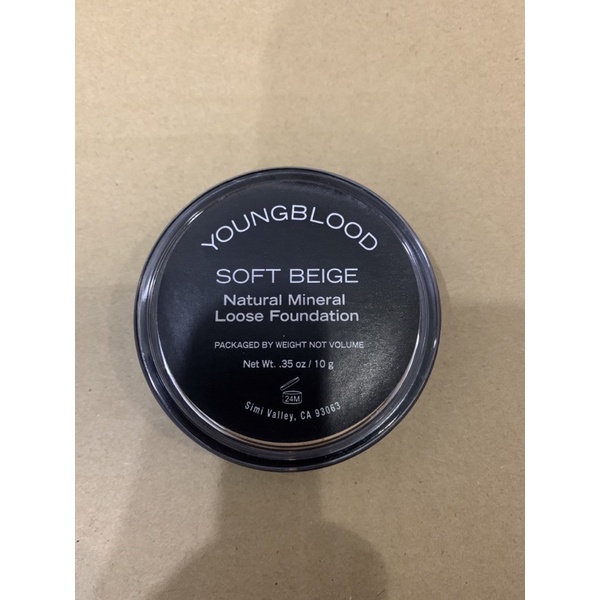 YOUNGBLOOD
SOFT BEIGE
Natural Mineral
Loose Foundation
PACKAGED BY WEIGHT NOT VOLUME
Net Wt. .35 oz / 10 g
24M
Simi Valley, CA 93063